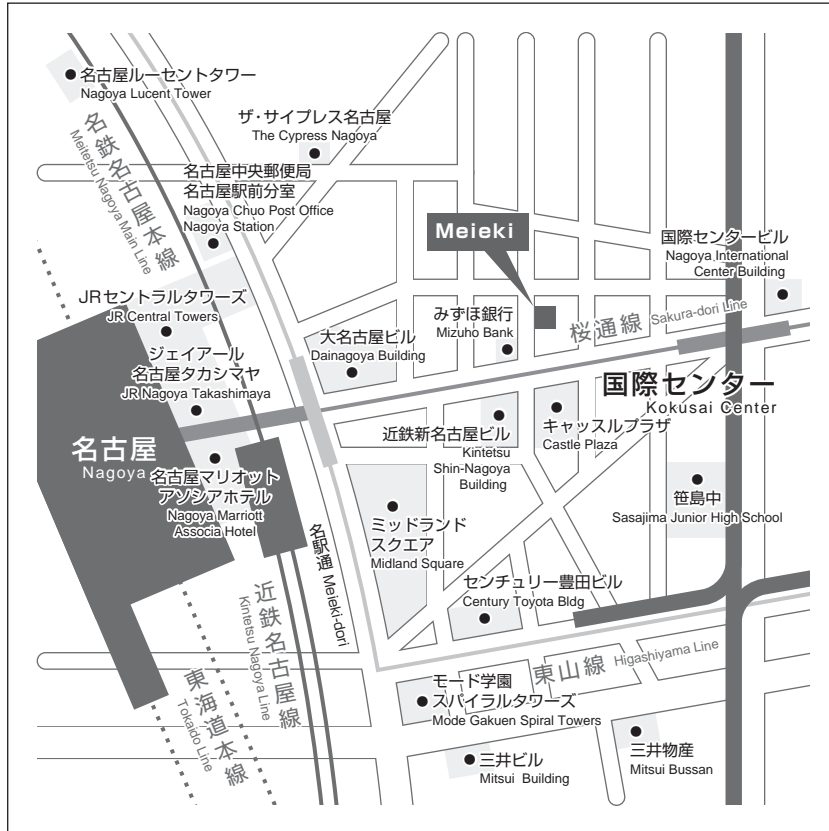 名古屋ルーセントタワー
Nagoya Lucent Tower
名鉄名古屋本線
Meitetsu Nagoya Main Line
ザ・サイプレス名古屋
The Cypress Nagoya
名古屋中央郵便局
名古屋駅前分室
Nagoya Chuo Post Office
Nagoya Station
Meieki
国際センタービル
Nagoya International
Center Building
JRセントラルタワーズ
JR Central Towers
ジェイアール
名古屋タカシマヤ
JR Nagoya Takashimaya
大名古屋ビル
Dainagoya Building
みずほ銀行
Mizuho Bank
桜通線 Sakura-dori Line
国際センター
Kokusai Center
名古屋
Nagoya
名古屋マリオット
アソシアホテル
Nagoya Marriott
Associa Hotel
近鉄新名古屋ビル
Kintetsu
Shin-Nagoya
Building
キャッスルプラザ
Castle Plaza
笹島中
Sasajima Junior High School
ミッドランド
スクエア
Midland Square
名駅通 Meieki-dori
センチュリー豊田ビル
Century Toyota Bldg
近鉄名古屋線
Kintetsu Nagoya Line
東海道本線
Tokaido Line
東山線 Higashiyama Line
モード学園
スパイラルタワーズ
Mode Gakuen Spiral Towers
三井ビル
Mitsui Building
三井物産
Mitsui Bussan